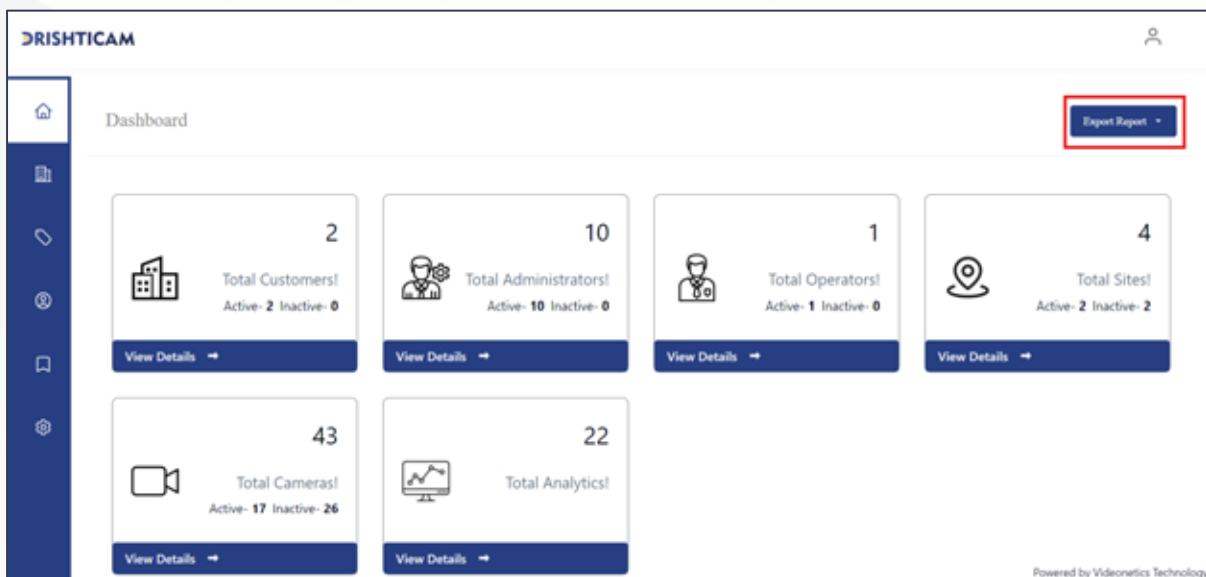 DRISHTICAM
Dashboard
Export Report
2
Total Customers!
Active- 2 Inactive- 0
View Details
10
Total Administrators!
Active- 10 Inactive- 0
View Details
1
Total Operators!
Active- 1 Inactive- 0
View Details
4
Total Sites!
Active- 2 Inactive- 2
View Details
43
Total Cameras!
Active- 17 Inactive- 26
View Details
22
Total Analytics!
View Details
Powered by Videonetics Technology